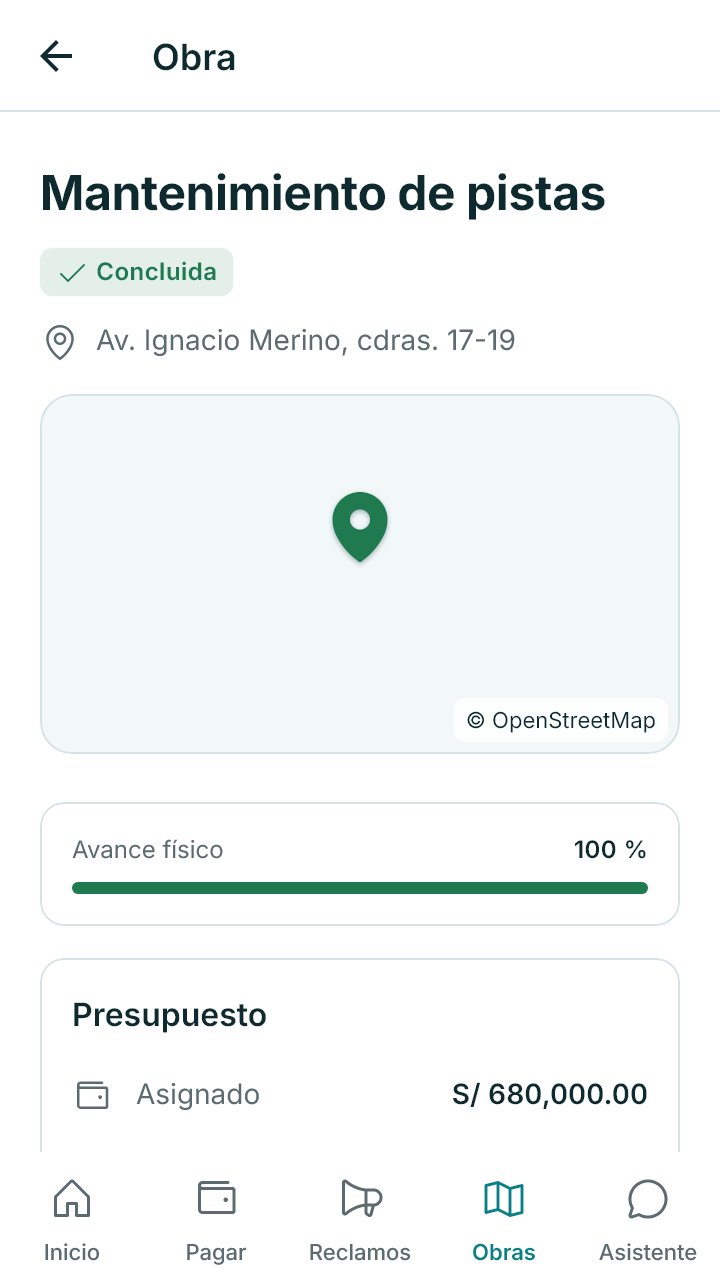 Obra
Mantenimiento de pistas
Concluida
Av. Ignacio Merino, cdras. 17-19
© OpenStreetMap
Avance físico 100 %
Presupuesto
Asignado S/ 680,000.00
Inicio Pagar Reclamos Obras Asistente